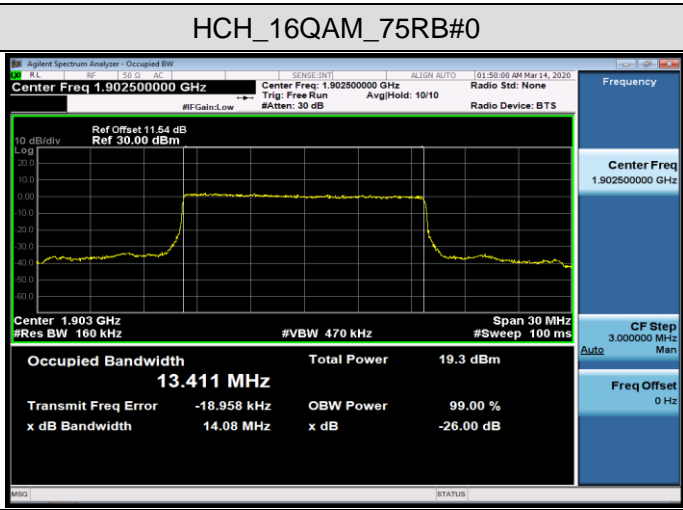 HCH_16QAM_75RB#0
Agilent Spectrum Analyzer - Occupied BW
RL RF 50 Ω AC SENSE:INT ALIGN AUTO 01:50:00 AM Mar 14, 2020
Center Freq 1.902500000 GHz Center Freq: 1.902500000 GHz Radio Std: None
Trig: Free Run Avg|Hold: 10/10
#IFGain:Low #Atten: 30 dB Radio Device: BTS
Ref Offset 11.54 dB
10 dB/div Ref 30.00 dBm
Log
20.0
10.0
0.00
-10.0
-20.0
-30.0
-40.0
-50.0
-60.0
Center 1.903 GHz Span 30 MHz
#Res BW 160 kHz #VBW 470 kHz #Sweep 100 ms
Occupied Bandwidth Total Power 19.3 dBm
13.411 MHz
Transmit Freq Error -18.958 kHz OBW Power 99.00 %
x dB Bandwidth 14.08 MHz x dB -26.00 dB
MSG STATUS
Frequency
Center Freq
1.902500000 GHz
CF Step
3.000000 MHz
Auto Man
Freq Offset
0 Hz